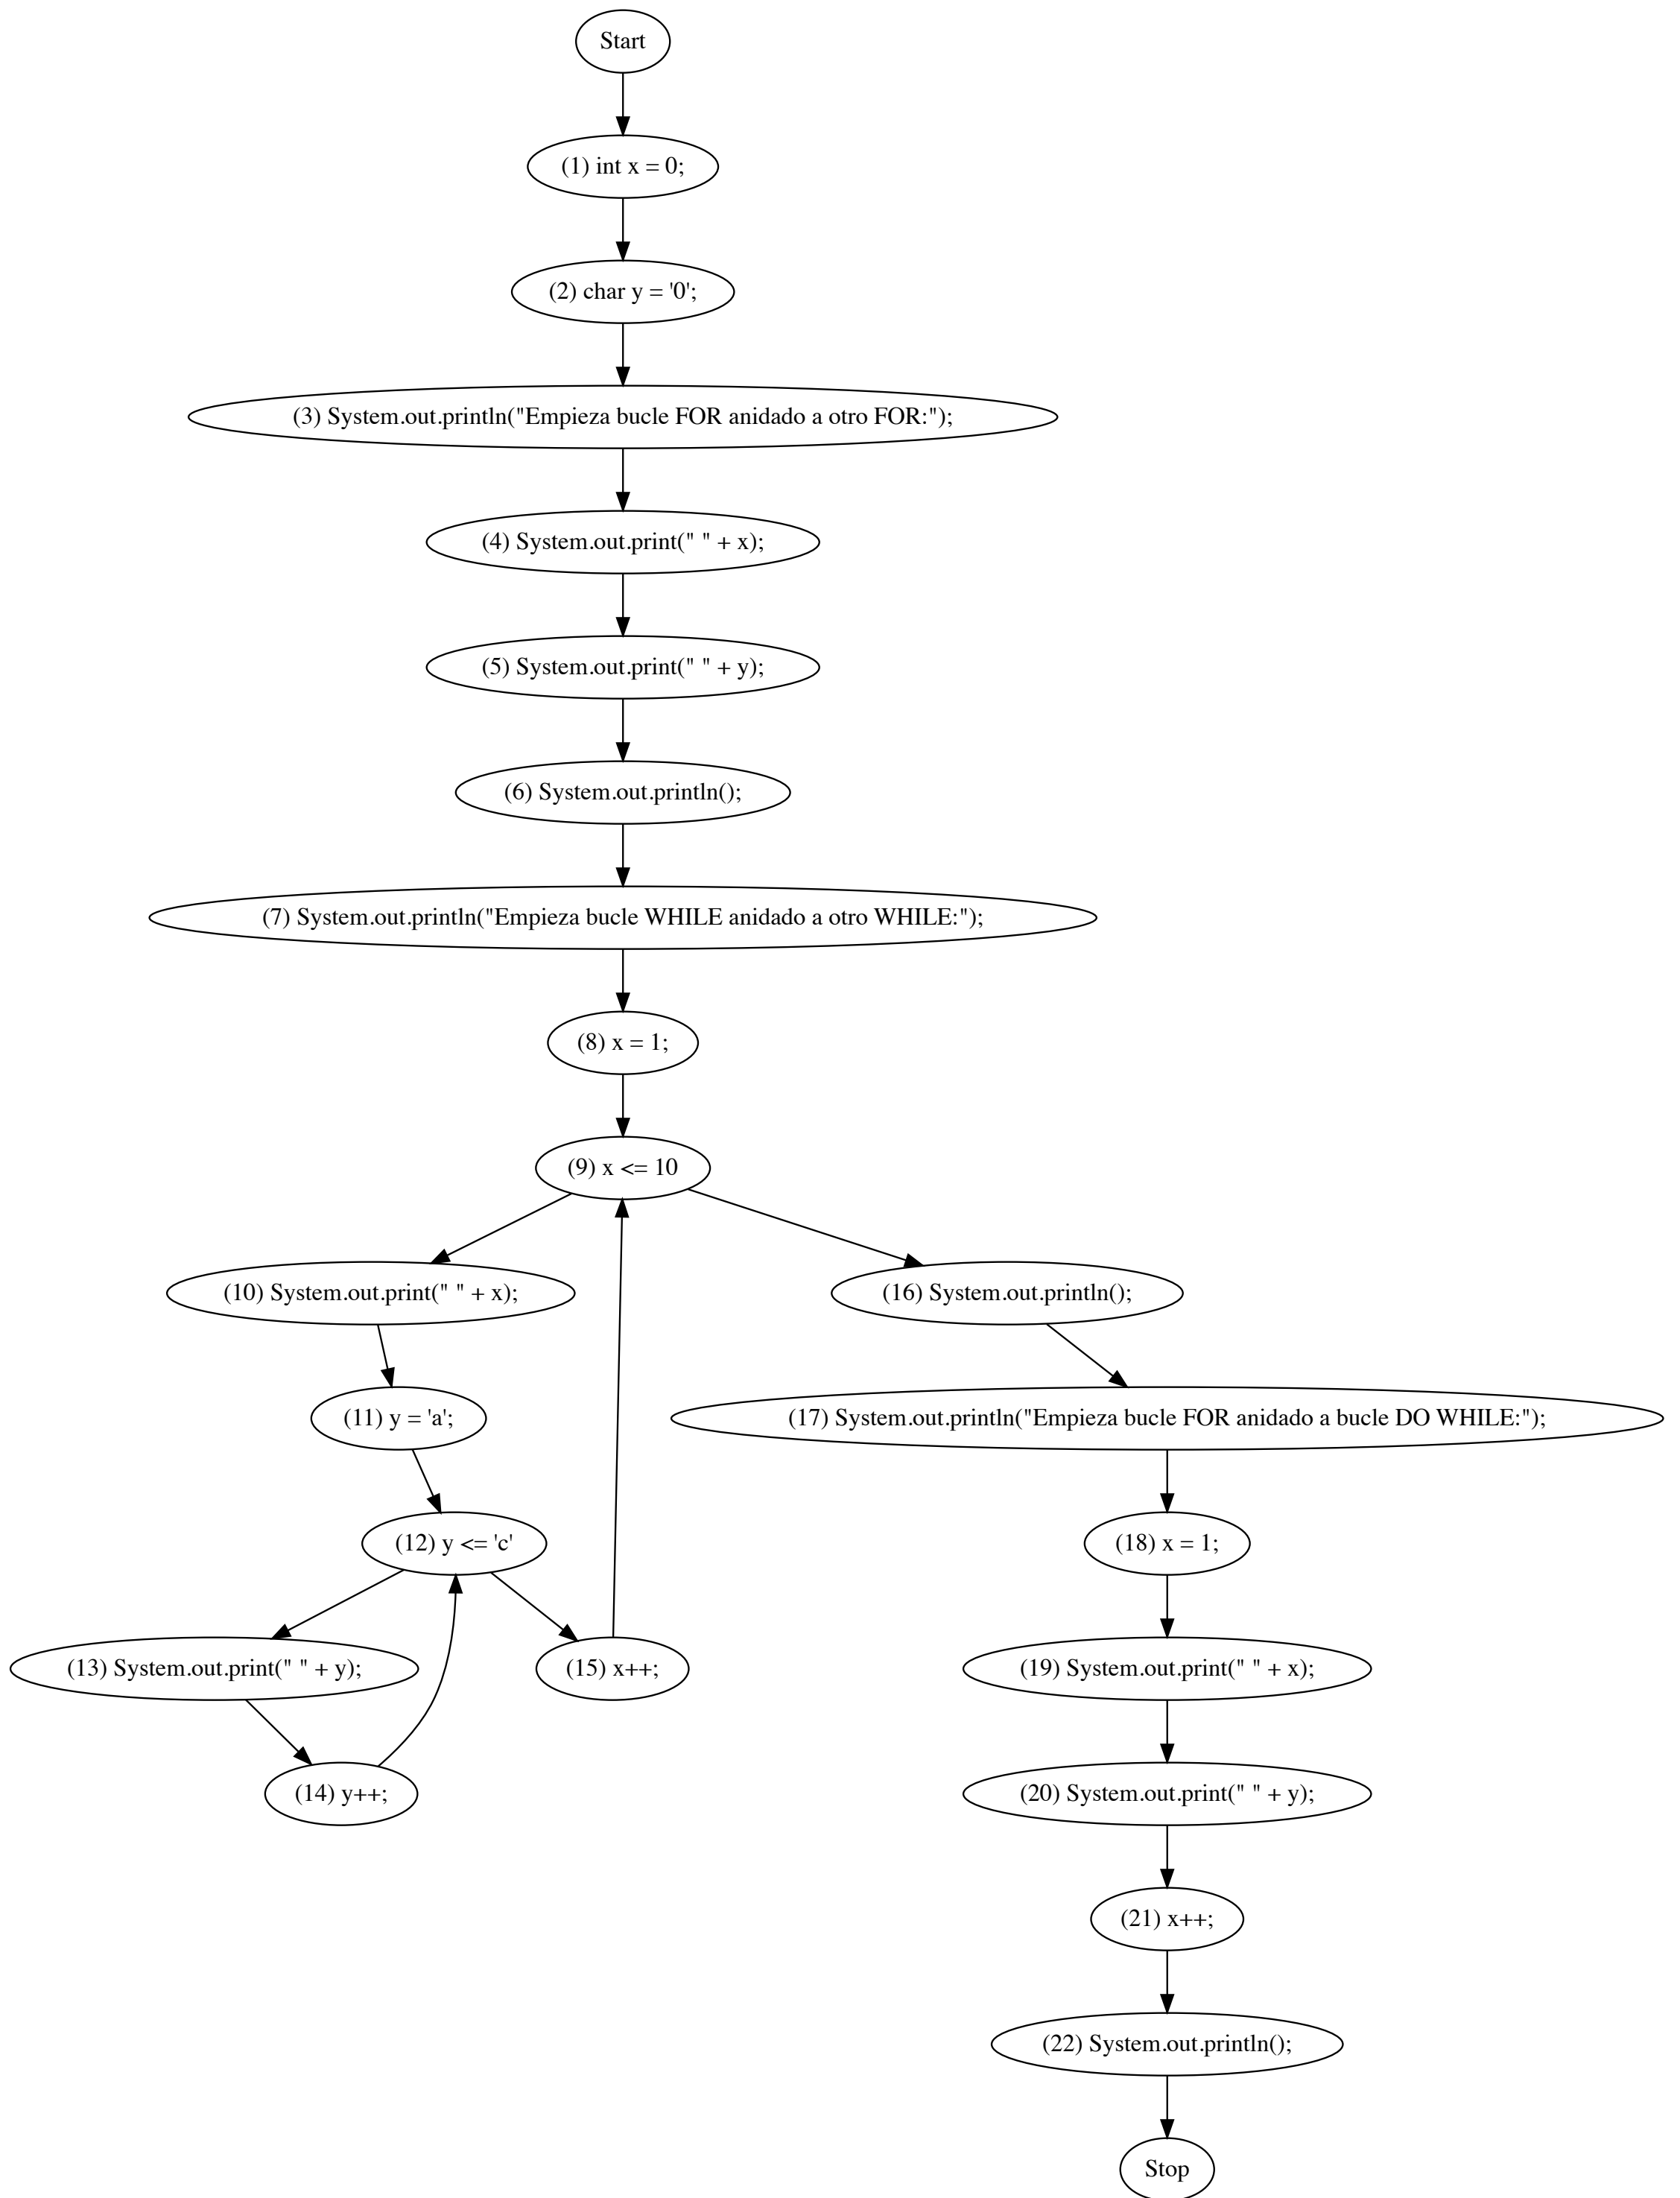 Start
(1) int x = 0;
(2) char y = '0';
(3) System.out.println("Empieza bucle FOR anidado a otro FOR:");
(4) System.out.print(" " + x);
(5) System.out.print(" " + y);
(6) System.out.println();
(7) System.out.println("Empieza bucle WHILE anidado a otro WHILE:");
(8) x = 1;
(9) x <= 10
(10) System.out.print(" " + x);
(16) System.out.println();
(11) y = 'a';
(17) System.out.println("Empieza bucle FOR anidado a bucle DO WHILE:");
(12) y <= 'c'
(18) x = 1;
(13) System.out.print(" " + y);
(15) x++;
(19) System.out.print(" " + x);
(14) y++;
(20) System.out.print(" " + y);
(21) x++;
(22) System.out.println();
Stop